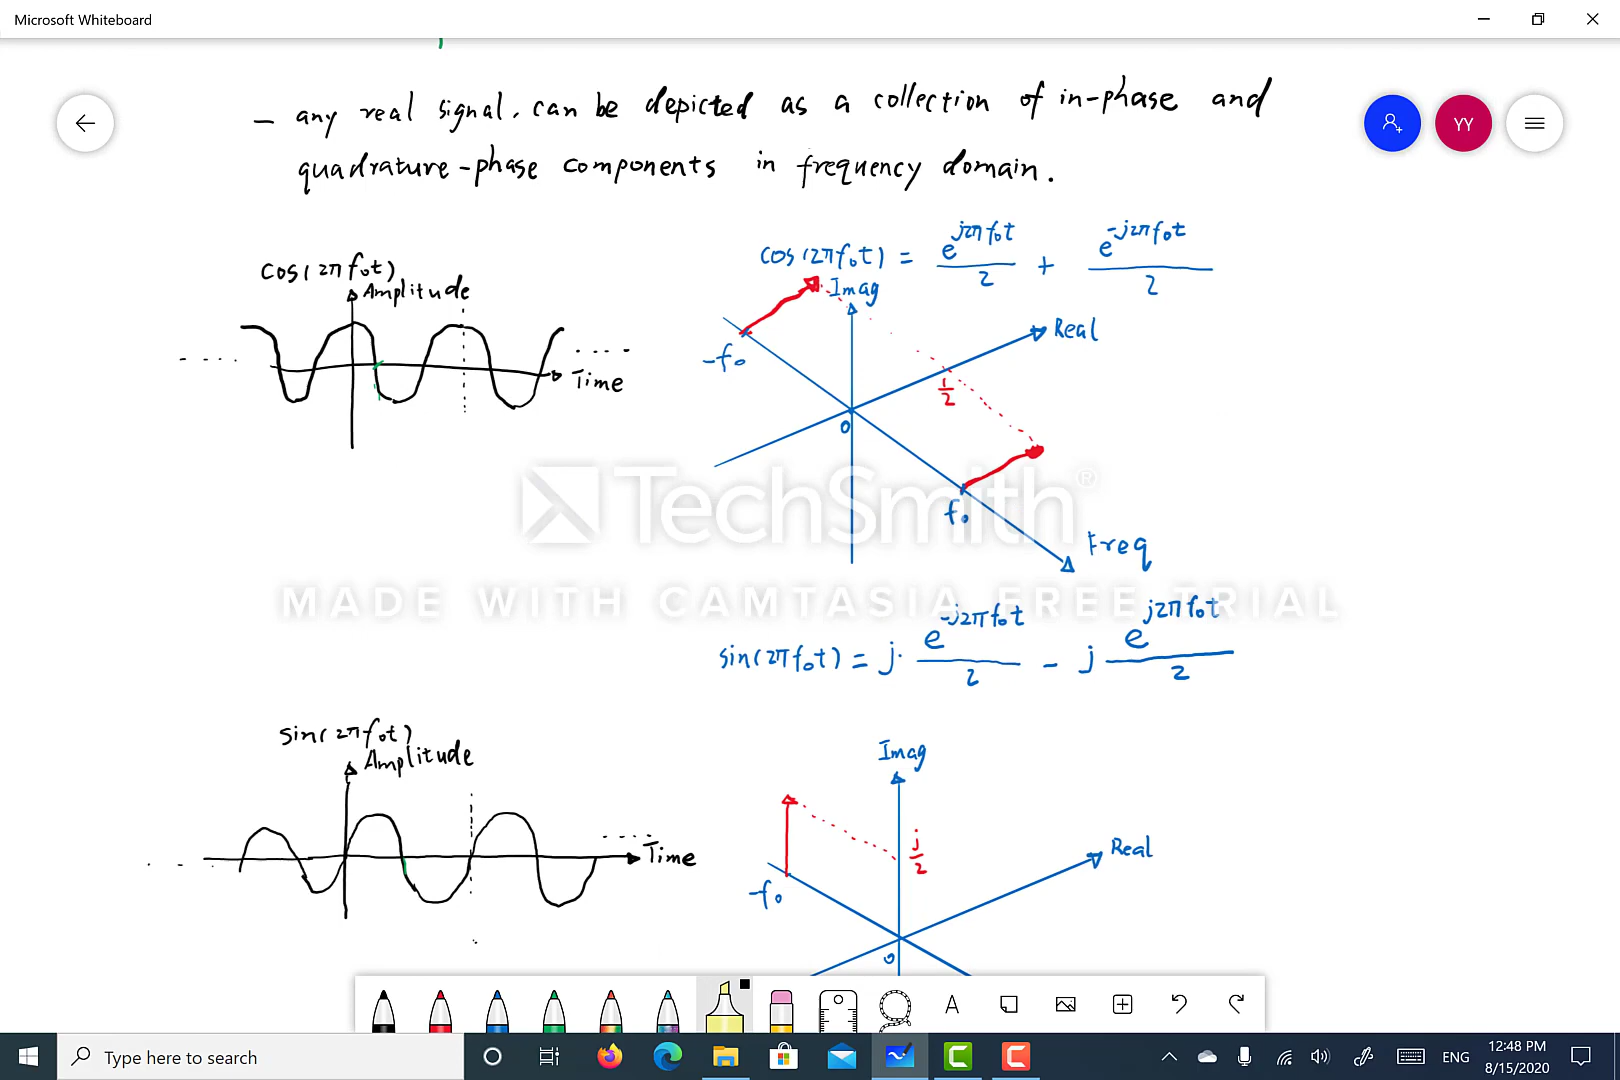 Microsoft Whiteboard
- any real signal, can be depicted as a collection of in-phase and
quadrature-phase components in frequency domain.
cos(2πf₀t) = e^{j2πf₀t}/2 + e^{-j2πf₀t}/2
cos(2πf₀t)
Amplitude
Time
Imag
Real
-f₀
1/2
0
f₀
Freq
TechSmith®
MADE WITH CAMTASIA FREE TRIAL
sin(2πf₀t) = j· e^{-j2πf₀t}/2 - j e^{j2πf₀t}/2
sin(2πf₀t)
Amplitude
Time
Imag
Real
j/2
-f₀
0
YY
A
Type here to search
ENG
12:48 PM
8/15/2020